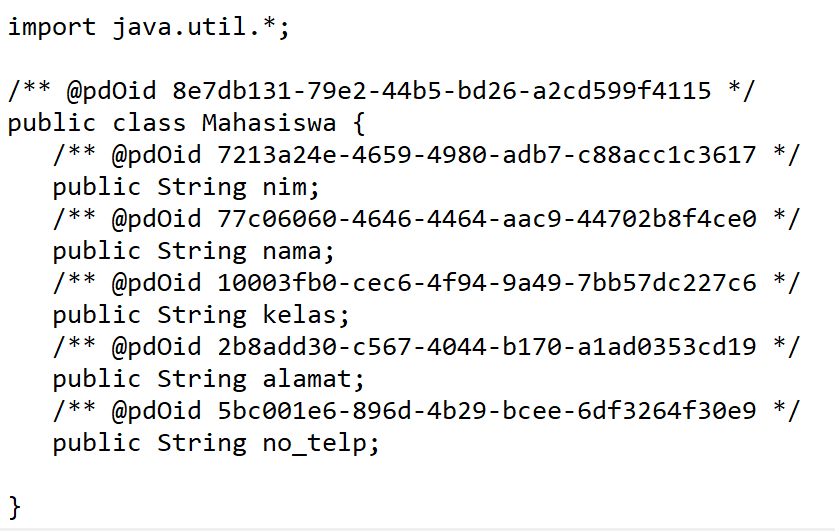 import java.util.*;
/** @pdOid 8e7db131-79e2-44b5-bd26-a2cd599f4115 */
public class Mahasiswa {
/** @pdOid 7213a24e-4659-4980-adb7-c88acc1c3617 */
public String nim;
/** @pdOid 77c06060-4646-4464-aac9-44702b8f4ce0 */
public String nama;
/** @pdOid 10003fb0-cec6-4f94-9a49-7bb57dc227c6 */
public String kelas;
/** @pdOid 2b8add30-c567-4044-b170-a1ad0353cd19 */
public String alamat;
/** @pdOid 5bc001e6-896d-4b29-bcee-6df3264f30e9 */
public String no_telp;
}